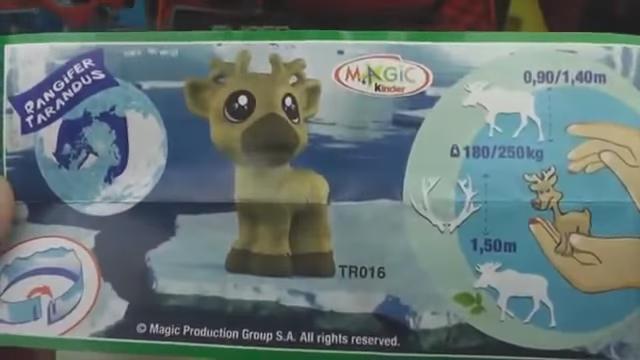 RANGIFER
TARANDUS
MAGIC
Kinder
0,90/1,40m
180/250kg
1,50m
TR016
© Magic Production Group S.A. All rights reserved.